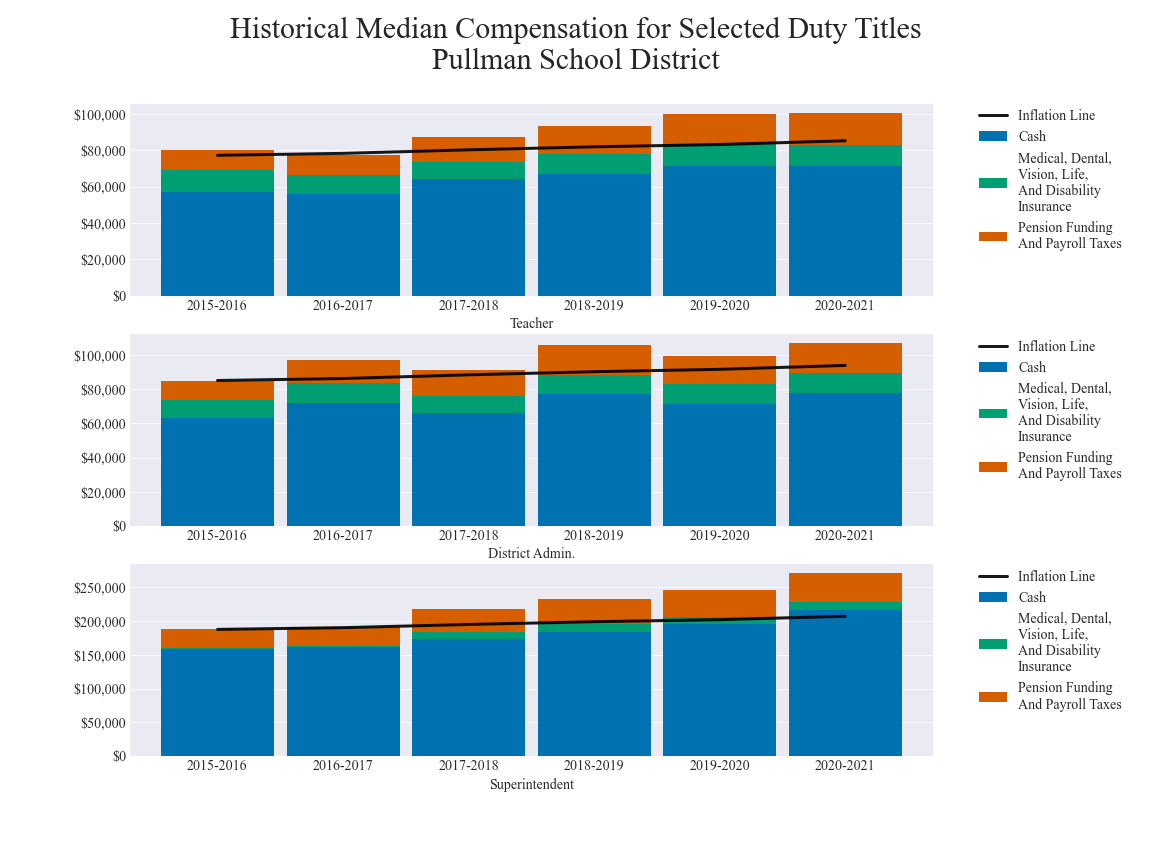 Historical Median Compensation for Selected Duty Titles
Pullman School District
$100,000
$80,000
$60,000
$40,000
$20,000
$0
2015-2016 2016-2017 2017-2018 2018-2019 2019-2020 2020-2021
Teacher
Inflation Line
Cash
Medical, Dental,
Vision, Life,
And Disability
Insurance
Pension Funding
And Payroll Taxes
$100,000
$80,000
$60,000
$40,000
$20,000
$0
2015-2016 2016-2017 2017-2018 2018-2019 2019-2020 2020-2021
District Admin.
Inflation Line
Cash
Medical, Dental,
Vision, Life,
And Disability
Insurance
Pension Funding
And Payroll Taxes
$250,000
$200,000
$150,000
$100,000
$50,000
$0
2015-2016 2016-2017 2017-2018 2018-2019 2019-2020 2020-2021
Superintendent
Inflation Line
Cash
Medical, Dental,
Vision, Life,
And Disability
Insurance
Pension Funding
And Payroll Taxes